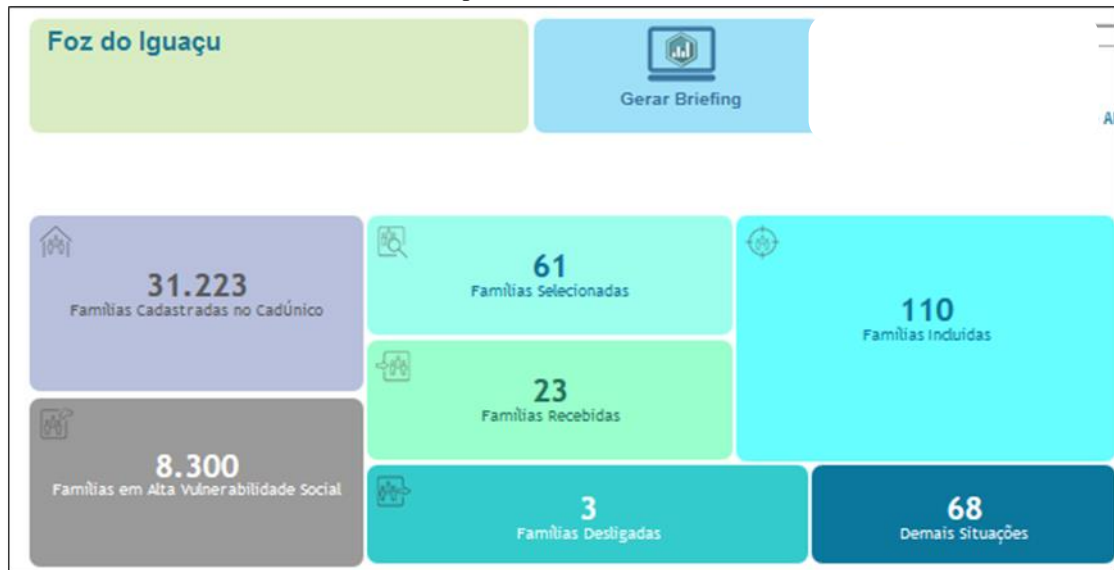 Foz do Iguaçu
Gerar Briefing
31.223
Famílias Cadastradas no Cadúnico
61
Famílias Selecionadas
110
Famílias Incluidas
23
Famílias Recebidas
8.300
Famílias em Alta Vulnerabilidade Social
3
Famílias Desligadas
68
Demais Situações